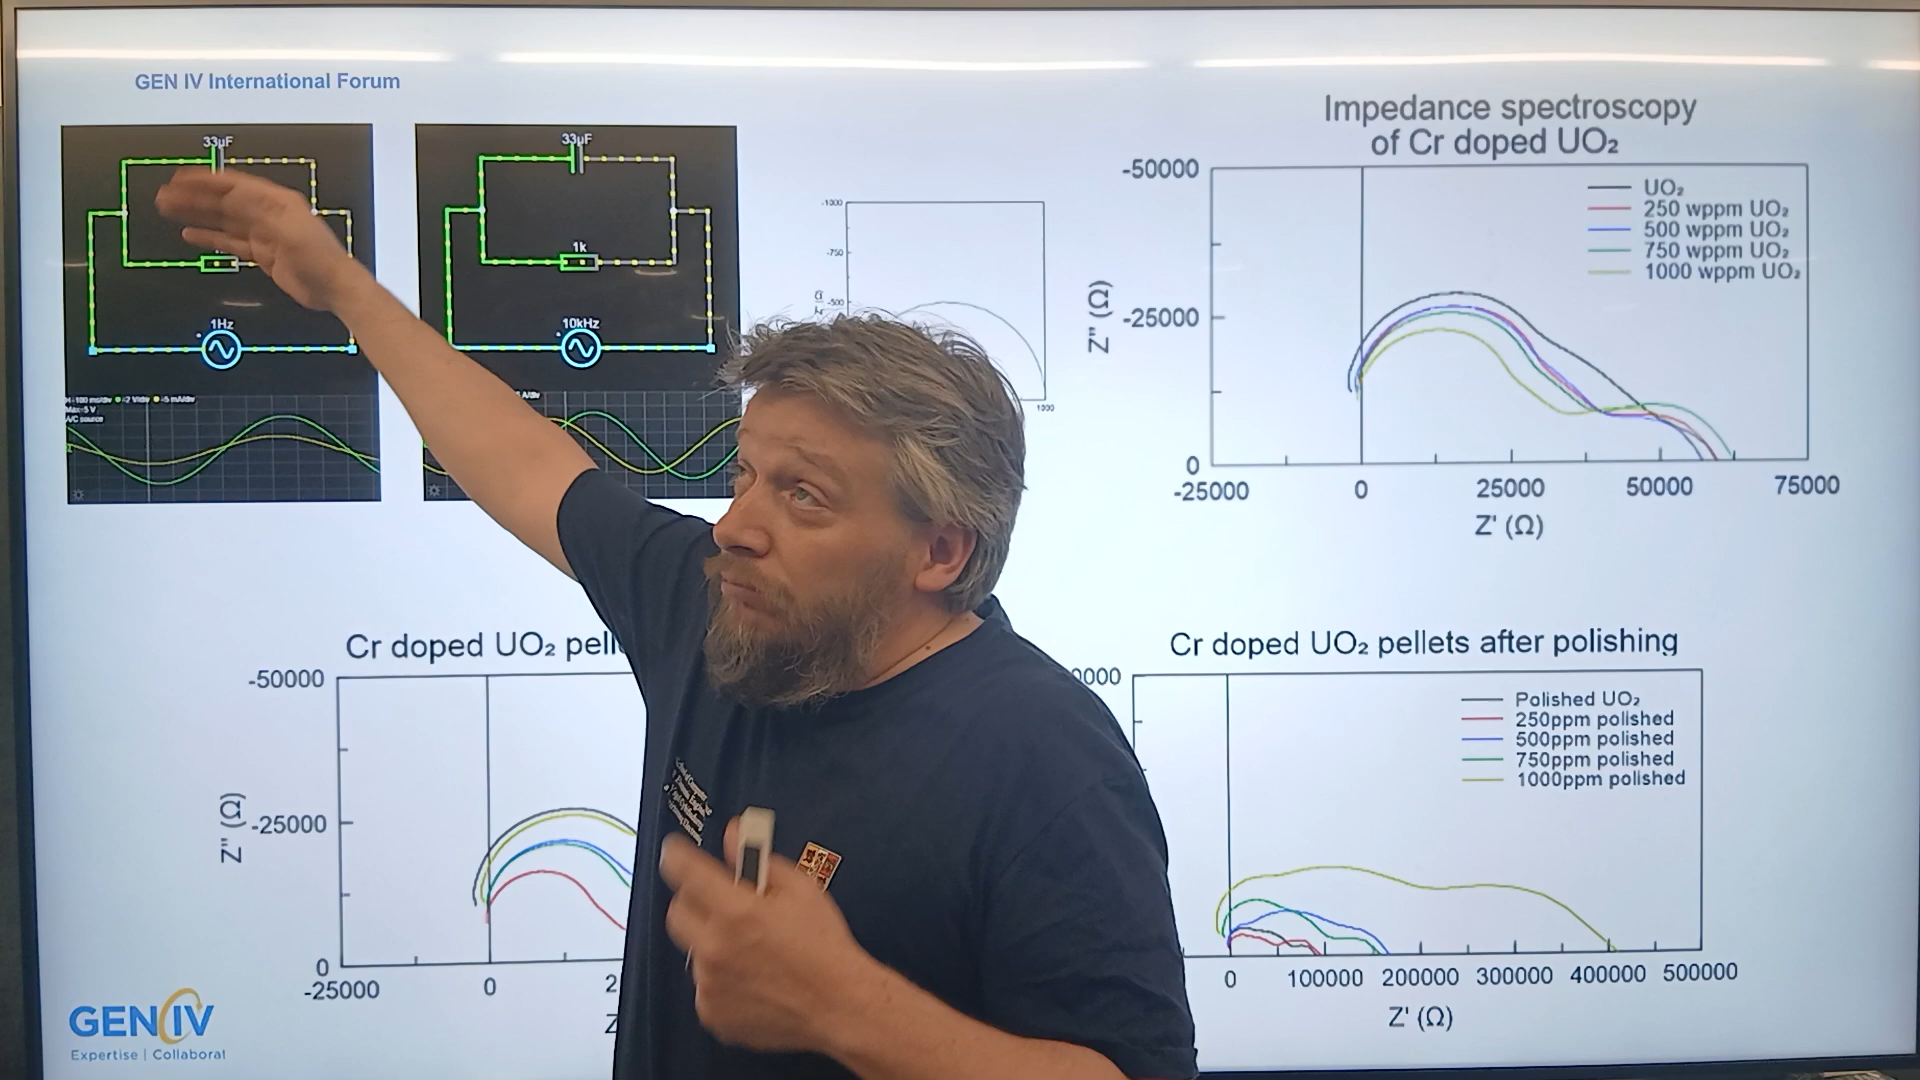 GEN IV International Forum
33µF
1Hz
Max=5 V
A/C source
33µF
1k
10kHz
-1000
-750
-500
1000
Impedance spectroscopy
of Cr doped UO₂
-50000
-25000
0
Z" (Ω)
UO₂
250 wppm UO₂
500 wppm UO₂
750 wppm UO₂
1000 wppm UO₂
-25000
0
25000
50000
75000
Z' (Ω)
Cr doped UO₂
-50000
-25000
0
Z" (Ω)
-25000
0
Cr doped UO₂ pellets after polishing
Polished UO₂
250ppm polished
500ppm polished
750ppm polished
1000ppm polished
0
100000
200000
300000
400000
500000
Z' (Ω)
GEN IV
Expertise | Collaborat